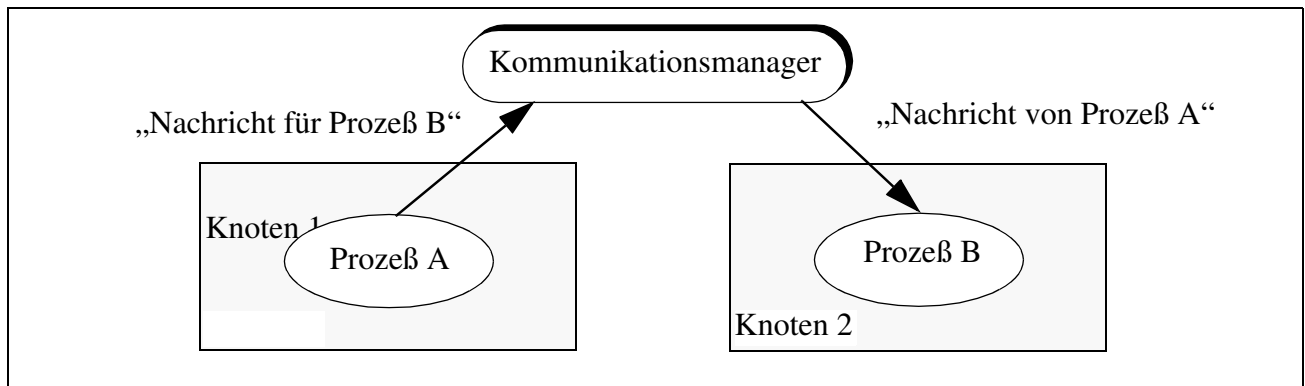 Kommunikationsmanager
„Nachricht für Prozeß B“
„Nachricht von Prozeß A“
Knoten 1
Prozeß A
Prozeß B
Knoten 2